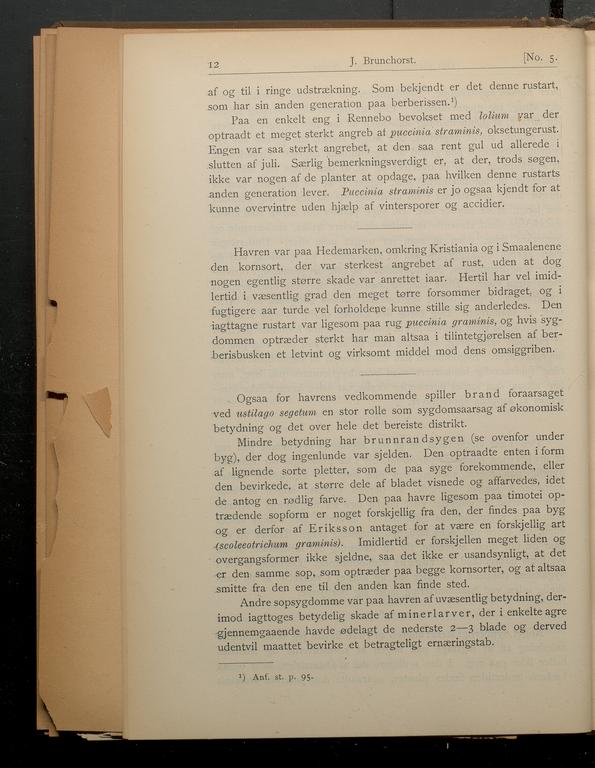 12 J. Brunchorst. [No. 5.
af og til i ringe udstrækning. Som bekjendt er det denne rustart,
som har sin anden generation paa berberissen.¹)
Paa en enkelt eng i Rennebo bevokset med lolium var der
optraadt et meget sterkt angreb af puccinia straminis, oksetungerust.
Engen var saa sterkt angrebet, at den saa rent gul ud allerede i
slutten af juli. Særlig bemerkningsverdigt er, at der, trods søgen,
ikke var nogen af de planter at opdage, paa hvilken denne rustarts
anden generation lever. Puccinia straminis er jo ogsaa kjendt for at
kunne overvintre uden hjælp af vintersporer og accidier.
Havren var paa Hedemarken, omkring Kristiania og i Smaalenene
den kornsort, der var sterkest angrebet af rust, uden at dog
nogen egentlig større skade var anrettet iaar. Hertil har vel imid-
lertid i væsentlig grad den meget tørre forsommer bidraget, og i
fugtigere aar turde vel forholdene kunne stille sig anderledes. Den
iagttagne rustart var ligesom paa rug puccinia graminis, og hvis syg-
dommen optræder sterkt har man altsaa i tilintetgjørelsen af ber-
berisbusken et letvint og virksomt middel mod dens omsiggriben.
Ogsaa for havrens vedkommende spiller brand foraarsaget
ved ustilago segetum en stor rolle som sygdomsaarsag af økonomisk
betydning og det over hele det bereiste distrikt.
Mindre betydning har brunnrandsygen (se ovenfor under
byg), der dog ingenlunde var sjelden. Den optraadte enten i form
af lignende sorte pletter, som de paa syge forekommende, eller
den bevirkede, at større dele af bladet visnede og affarvedes, idet
de antog en rødlig farve. Den paa havre ligesom paa timotei op-
trædende sopform er noget forskjellig fra den, der findes paa byg
og er derfor af Eriksson antaget for at være en forskjellig art
(scolecotrichum graminis). Imidlertid er forskjellen meget liden og
overgangsformer ikke sjeldne, saa det ikke er usandsynligt, at det
er den samme sop, som optræder paa begge kornsorter, og at altsaa
smitte fra den ene til den anden kan finde sted.
Andre sopsygdomme var paa havren af uvæsentlig betydning, der-
imod iagttoges betydelig skade af minerlarver, der i enkelte agre
gjennemgaaende havde ødelagt de nederste 2—3 blade og derved
udentvil maattet bevirke et betragteligt ernæringstab.
¹) Anf. st. p. 95.